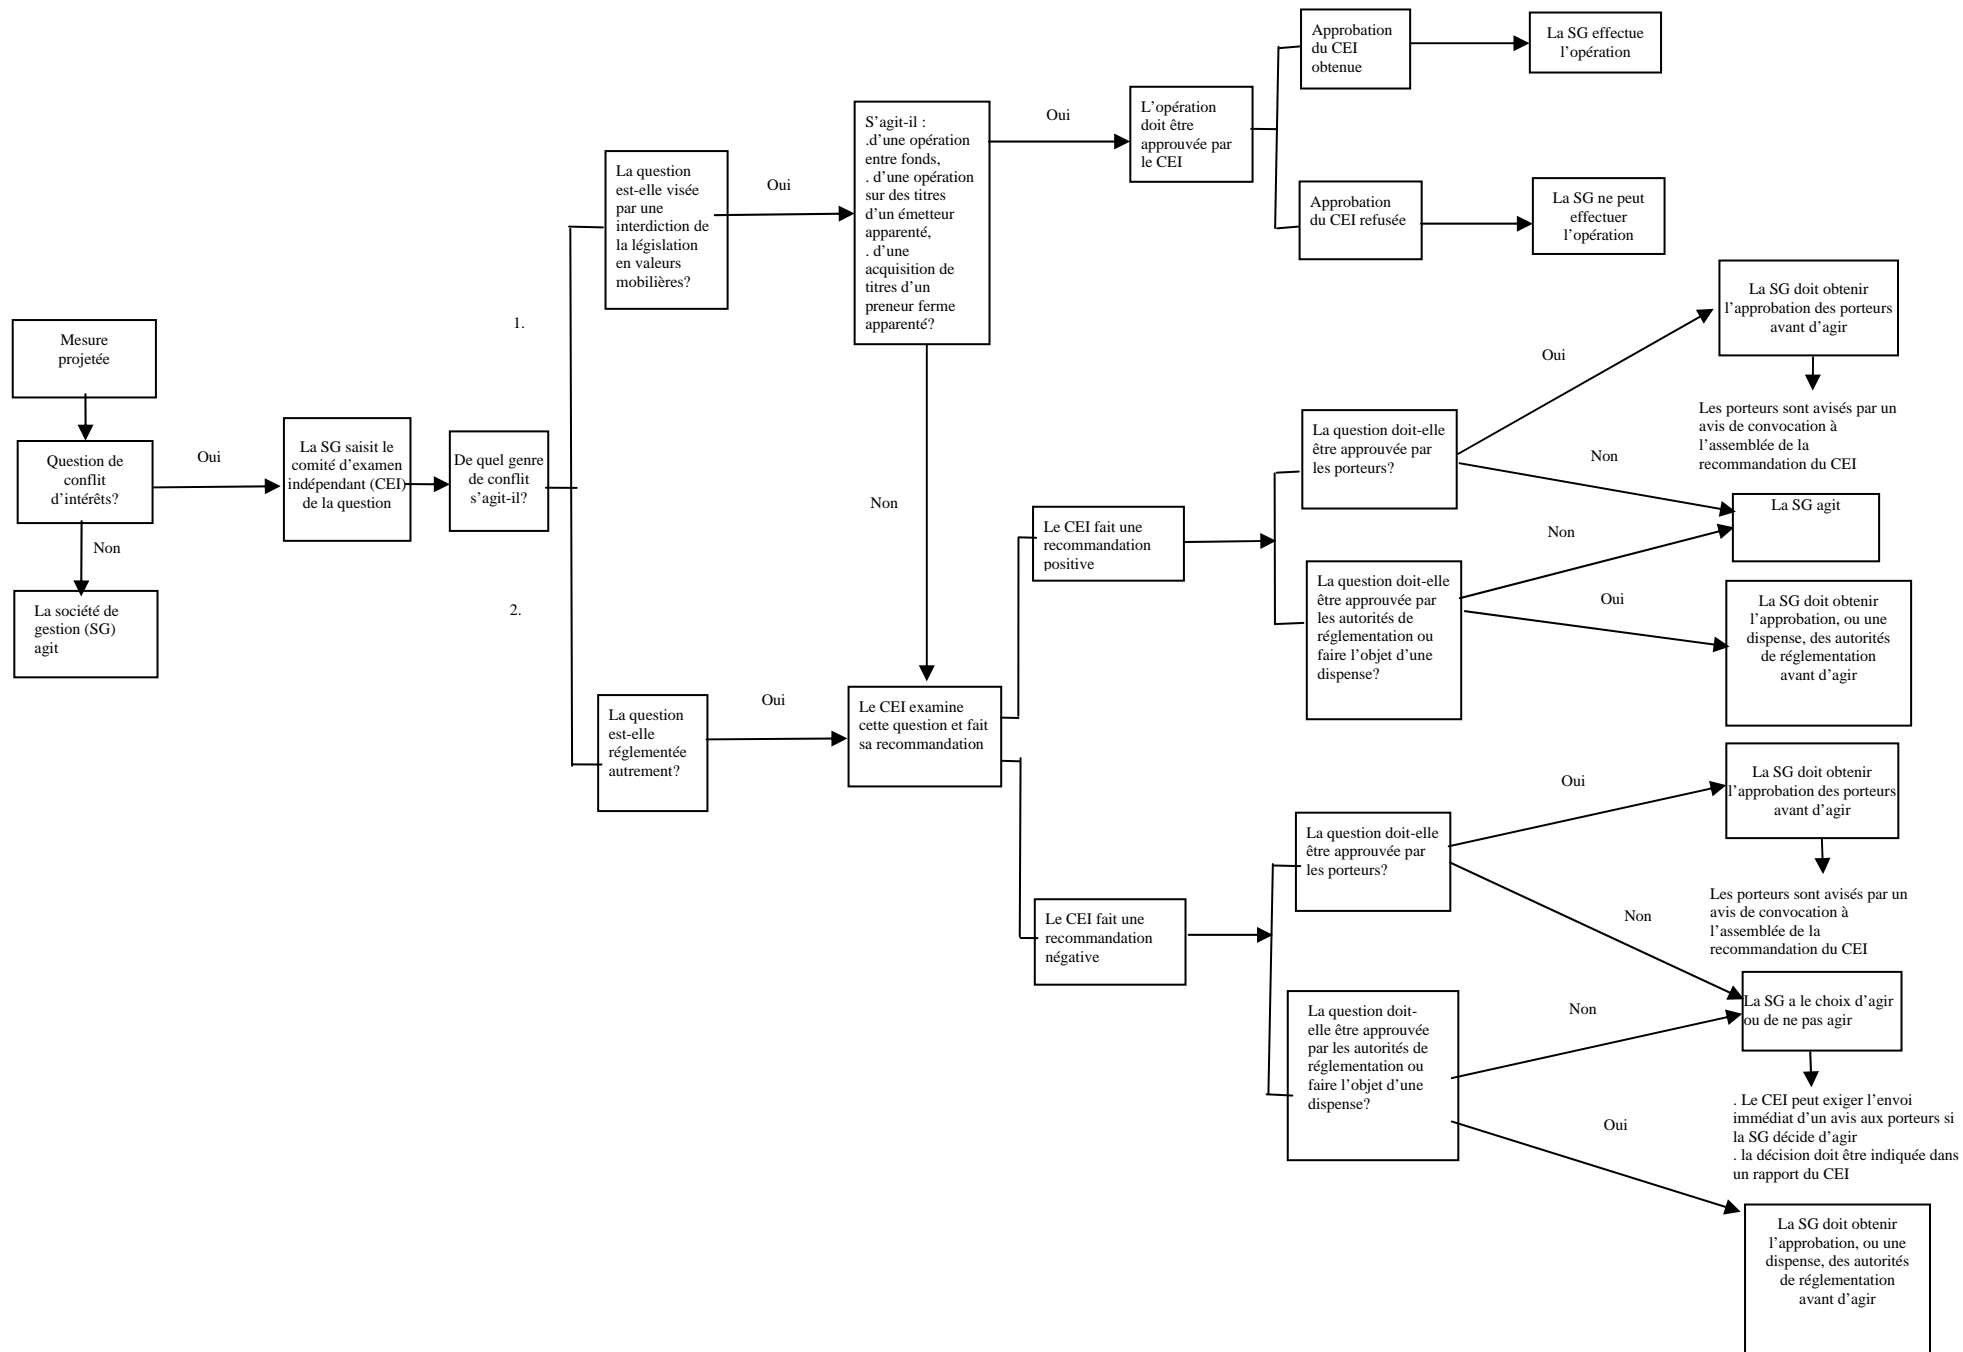 Mesure
projetée
Question de
conflit
d’intérêts?
Oui
Non
La société de
gestion (SG)
agit
La SG saisit le
comité d’examen
indépendant (CEI)
de la question
De quel genre
de conflit
s’agit-il?
1.
2.
La question
est-elle visée
par une
interdiction de
la législation
en valeurs
mobilières?
Oui
S’agit-il :
.d’une opération
entre fonds,
. d’une opération
sur des titres
d’un émetteur
apparenté,
. d’une
acquisition de
titres d’un
preneur ferme
apparenté?
Oui
L’opération
doit être
approuvée par
le CEI
Approbation
du CEI
obtenue
La SG effectue
l’opération
Approbation
du CEI refusée
La SG ne peut
effectuer
l’opération
Non
La question
est-elle
réglementée
autrement?
Oui
Le CEI examine
cette question et fait
sa recommandation
Le CEI fait une
recommandation
positive
La question doit-elle
être approuvée par
les porteurs?
Oui
La SG doit obtenir
l’approbation des porteurs
avant d’agir
Les porteurs sont avisés par un
avis de convocation à
l’assemblée de la
recommandation du CEI
Non
La SG agit
Non
La question doit-elle
être approuvée par
les autorités de
réglementation ou
faire l’objet d’une
dispense?
Oui
La SG doit obtenir
l’approbation, ou une
dispense, des autorités
de réglementation
avant d’agir
Le CEI fait une
recommandation
négative
La question doit-elle
être approuvée par
les porteurs?
Oui
La SG doit obtenir
l’approbation des porteurs
avant d’agir
Les porteurs sont avisés par un
avis de convocation à
l’assemblée de la
recommandation du CEI
Non
La SG a le choix d’agir
ou de ne pas agir
. Le CEI peut exiger l’envoi
immédiat d’un avis aux porteurs si
la SG décide d’agir
. la décision doit être indiquée dans
un rapport du CEI
La question doit-
elle être approuvée
par les autorités de
réglementation ou
faire l’objet d’une
dispense?
Non
Oui
La SG doit obtenir
l’approbation, ou une
dispense, des autorités
de réglementation
avant d’agir